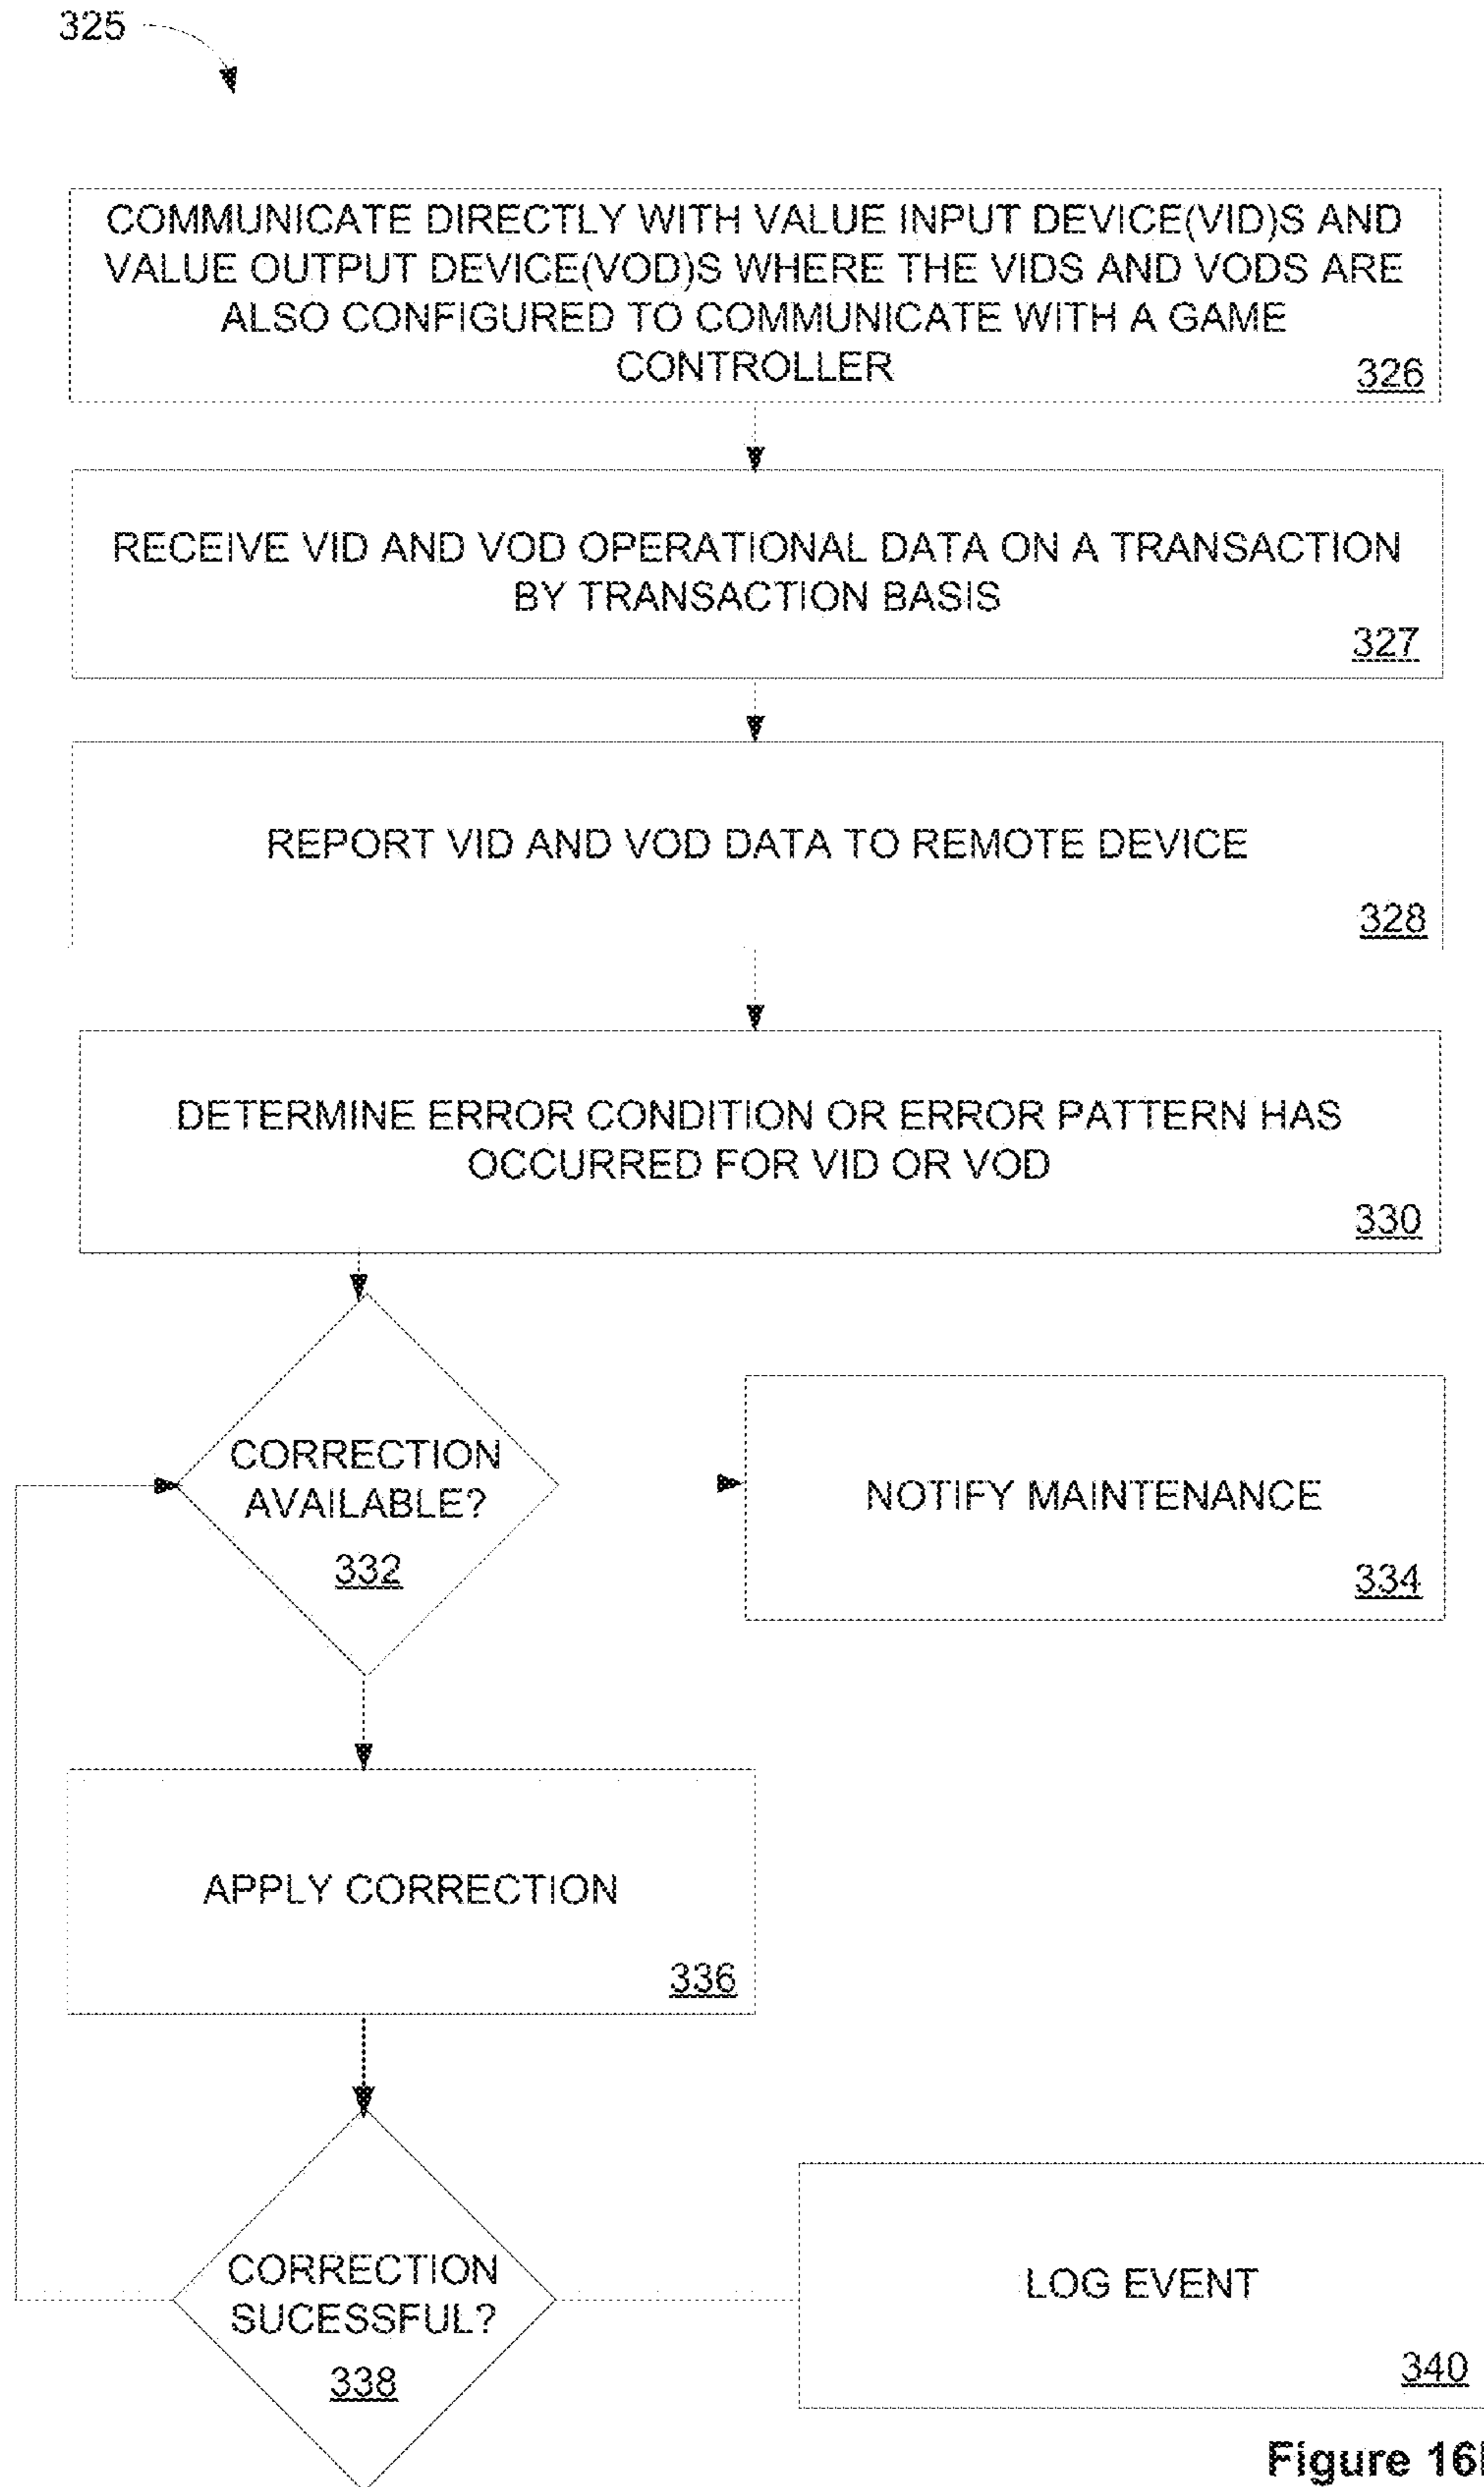 325
COMMUNICATE DIRECTLY WITH VALUE INPUT DEVICE(VID)S AND
VALUE OUTPUT DEVICE(VOD)S WHERE THE VIDS AND VODS ARE
ALSO CONFIGURED TO COMMUNICATE WITH A GAME
CONTROLLER
326
RECEIVE VID AND VOD OPERATIONAL DATA ON A TRANSACTION
BY TRANSACTION BASIS
327
REPORT VID AND VOD DATA TO REMOTE DEVICE
328
DETERMINE ERROR CONDITION OR ERROR PATTERN HAS
OCCURRED FOR VID OR VOD
330
CORRECTION
AVAILABLE?
332
NOTIFY MAINTENANCE
334
APPLY CORRECTION
336
CORRECTION
SUCESSFUL?
338
LOG EVENT
340
Figure